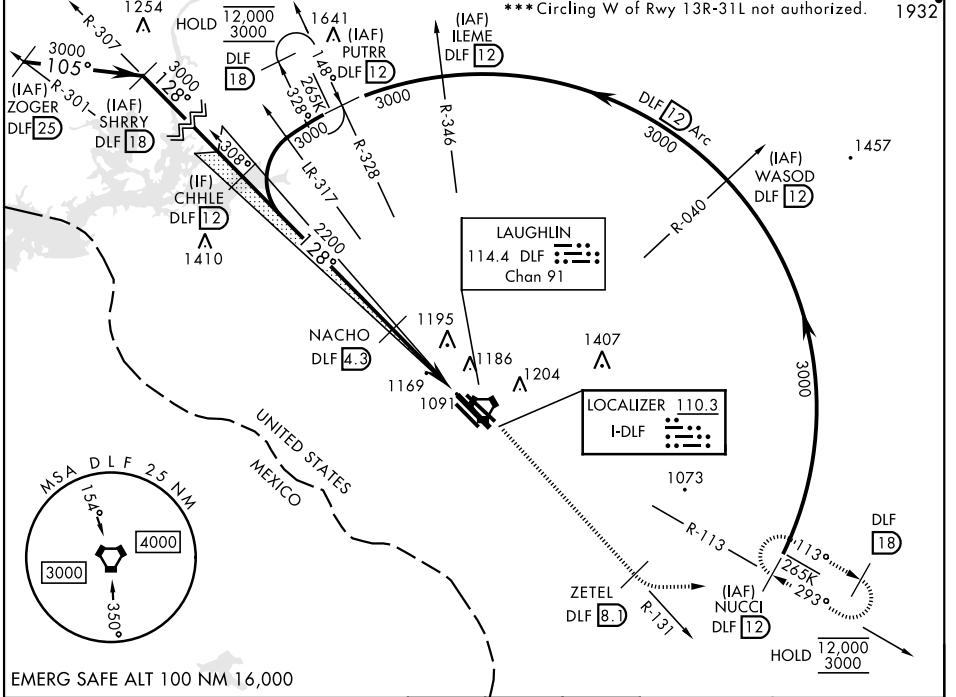 ***Circling W of Rwy 13R-31L not authorized.
1932
1254
R-307
HOLD 12,000
3000
1641
(IAF)
PUTRR
DLF 12
(IAF)
ILEME
DLF 12
DLF
18
148°
265K
328°
3000
105°
3000
128°
(IAF)
ZOGER
DLF 25
R-301
(IAF)
SHRRY
DLF 18
3000
3000
R-346
R-328
DLF 12 Arc
3000
1457
(IAF)
WASOD
DLF 12
R-040
308°
LR-317
(IF)
CHHLE
DLF 12
1410
2200
128°
LAUGHLIN
114.4 DLF
Chan 91
NACHO
DLF 4.3
1195
1186
1407
1204
1169
1091
3000
LOCALIZER 110.3
I-DLF
UNITED STATES
MEXICO
1073
MSA DLF 25 NM
154°
4000
3000
350°
R-113
113°
265K
293°
DLF
18
(IAF)
NUCCI
DLF 12
ZETEL
DLF 8.1
R-131
HOLD 12,000
3000
EMERG SAFE ALT 100 NM 16,000